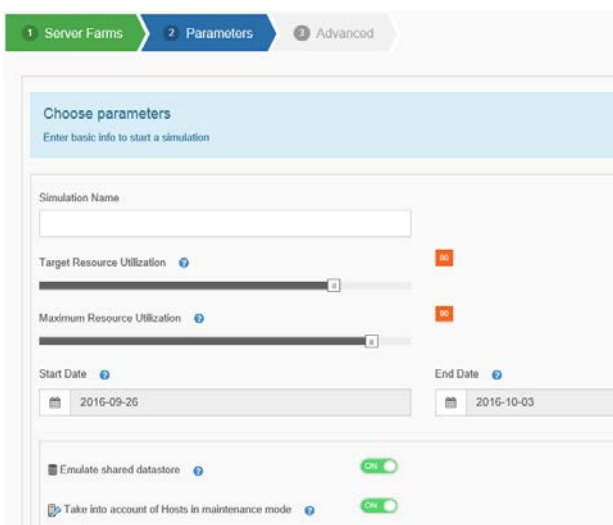 1 Server Farms 2 Parameters 3 Advanced
Choose parameters
Enter basic info to start a simulation
Simulation Name
Target Resource Utilization 80
Maximum Resource Utilization 90
Start Date End Date
2016-09-26 2016-10-03
Emulate shared datastore ON
Take into account of Hosts in maintenance mode ON